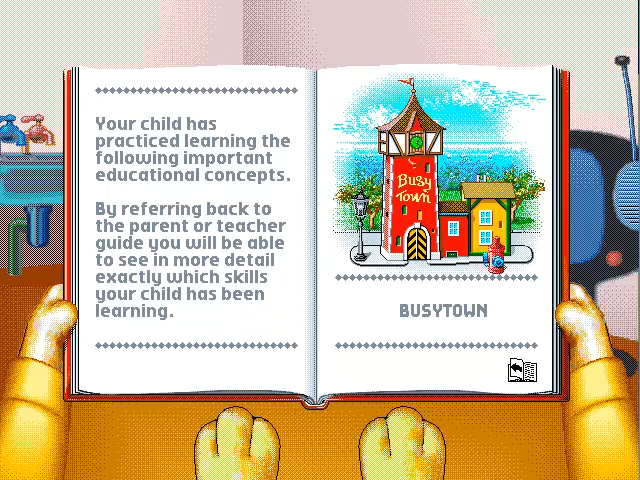 Your child has
practiced learning the
following important
educational concepts.
By referring back to
the parent or teacher
guide you will be able
to see in more detail
exactly which skills
your child has been
learning.
Busy
Town
BUSYTOWN